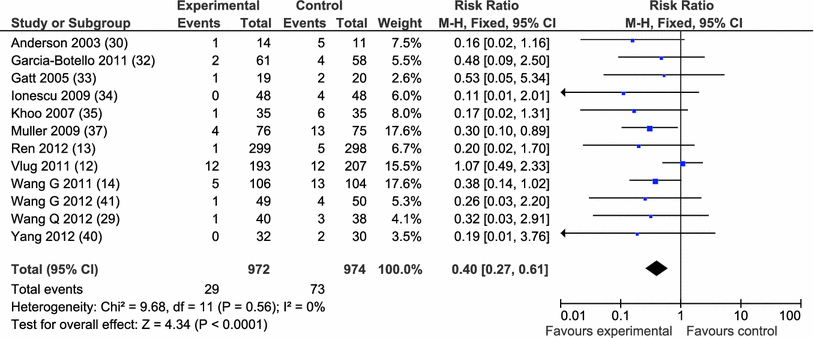 Experimental Control Risk Ratio Risk Ratio
Study or Subgroup Events Total Events Total Weight M-H, Fixed, 95% CI M-H, Fixed, 95% CI
Anderson 2003 (30) 1 14 5 11 7.5% 0.16 [0.02, 1.16]
Garcia-Botello 2011 (32) 2 61 4 58 5.5% 0.48 [0.09, 2.50]
Gatt 2005 (33) 1 19 2 20 5.5% 0.53 [0.05, 5.34]
Ionescu 2009 (34) 0 48 4 48 6.0% 0.11 [0.01, 2.01]
Khoo 2007 (35) 1 35 6 35 8.0% 0.17 [0.02, 1.31]
Muller 2009 (37) 4 76 13 75 17.6% 0.30 [0.10, 0.89]
Ren 2012 (13) 1 299 5 298 6.7% 0.20 [0.02, 1.70]
Vlug 2011 (12) 12 193 12 207 15.5% 1.07 [0.49, 2.33]
Wang G 2011 (14) 5 106 13 104 17.6% 0.38 [0.14, 1.02]
Wang G 2012 (41) 1 49 4 50 5.3% 0.26 [0.03, 2.20]
Wang Q 2012 (29) 1 40 3 38 4.1% 0.32 [0.03, 2.91]
Yang 2012 (40) 0 32 2 30 3.5% 0.19 [0.01, 3.76]
Total (95% CI) 972 974 100.0% 0.40 [0.27, 0.61]
Total events 29 73
Heterogeneity: Chi² = 9.68, df = 11 (P = 0.56); I² = 0%
Test for overall effect: Z = 4.34 (P < 0.0001)
0.01 0.1 1 10 100
Favours experimental Favours control